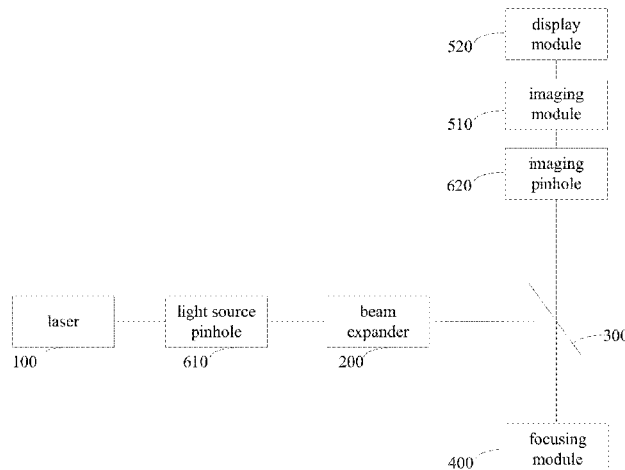 display
module
520
imaging
module
510
imaging
pinhole
620
laser
100
light source
pinhole
610
beam
expander
200
300
focusing
module
400